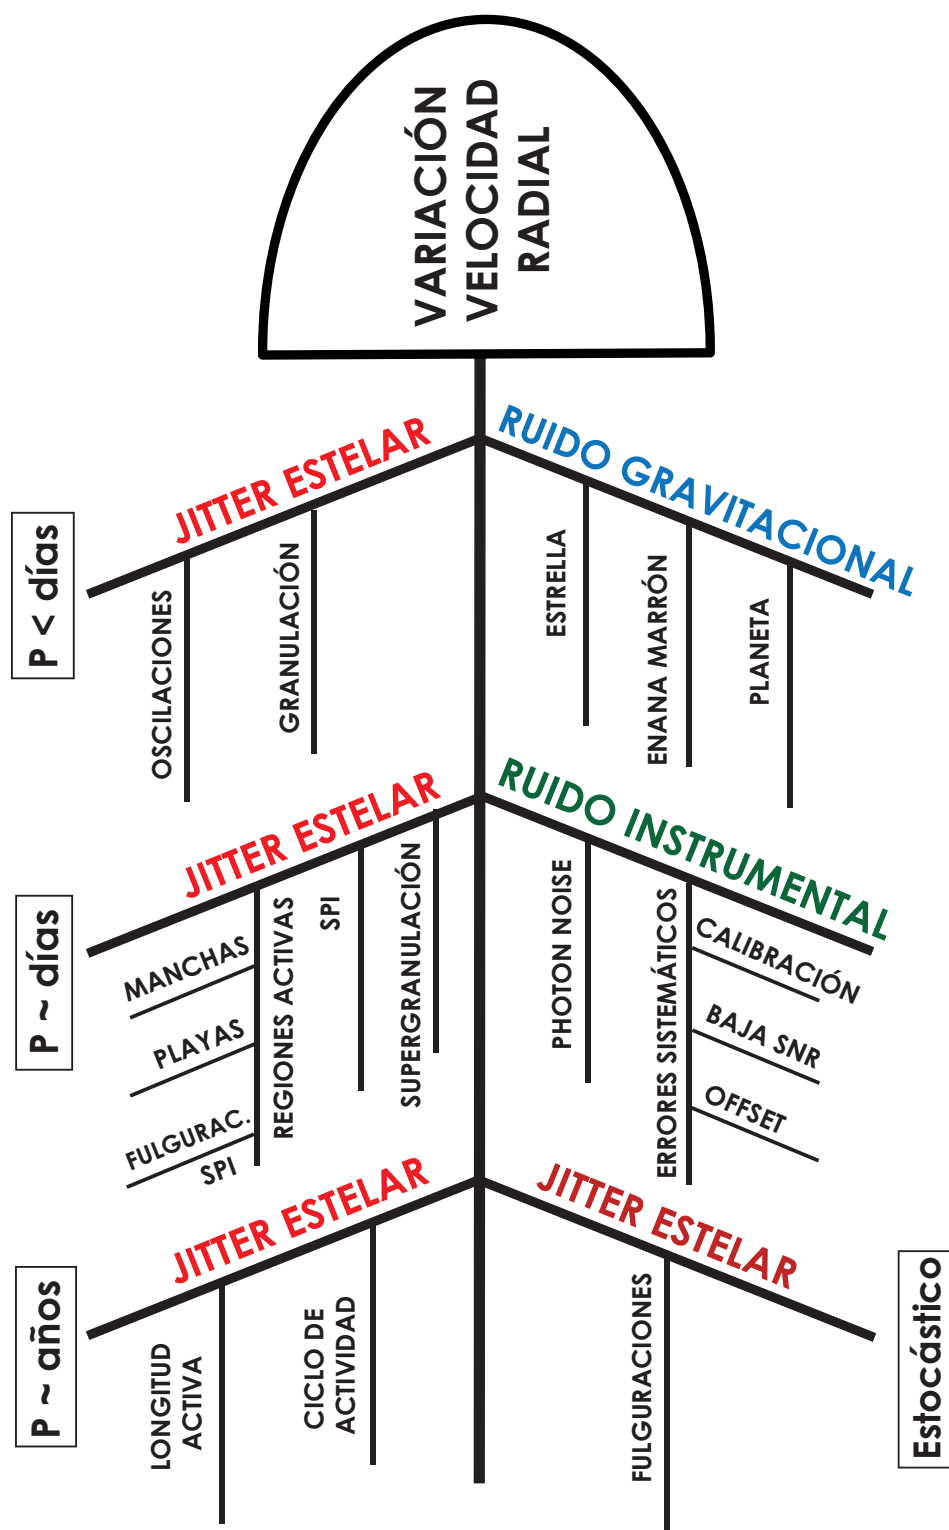 VARIACIÓN
VELOCIDAD
RADIAL
P < días
JITTER ESTELAR
OSCILACIONES
GRANULACIÓN
RUIDO GRAVITACIONAL
ESTRELLA
ENANA MARRÓN
PLANETA
P ~ días
JITTER ESTELAR
MANCHAS
PLAYAS
FULGURAC.
SPI
REGIONES ACTIVAS
SPI
SUPERGRANULACIÓN
RUIDO INSTRUMENTAL
PHOTON NOISE
ERRORES SISTEMÁTICOS
CALIBRACIÓN
BAJA SNR
OFFSET
P ~ años
JITTER ESTELAR
LONGITUD
ACTIVA
CICLO DE
ACTIVIDAD
JITTER ESTELAR
FULGURACIONES
Estocástico